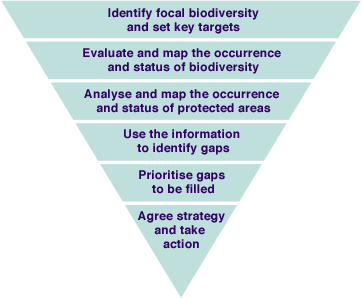 Identify focal biodiversity
and set key targets
Evaluate and map the occurrence
and status of biodiversity
Analyse and map the occurrence
and status of protected areas
Use the information
to identify gaps
Prioritise gaps
to be filled
Agree strategy
and take
action